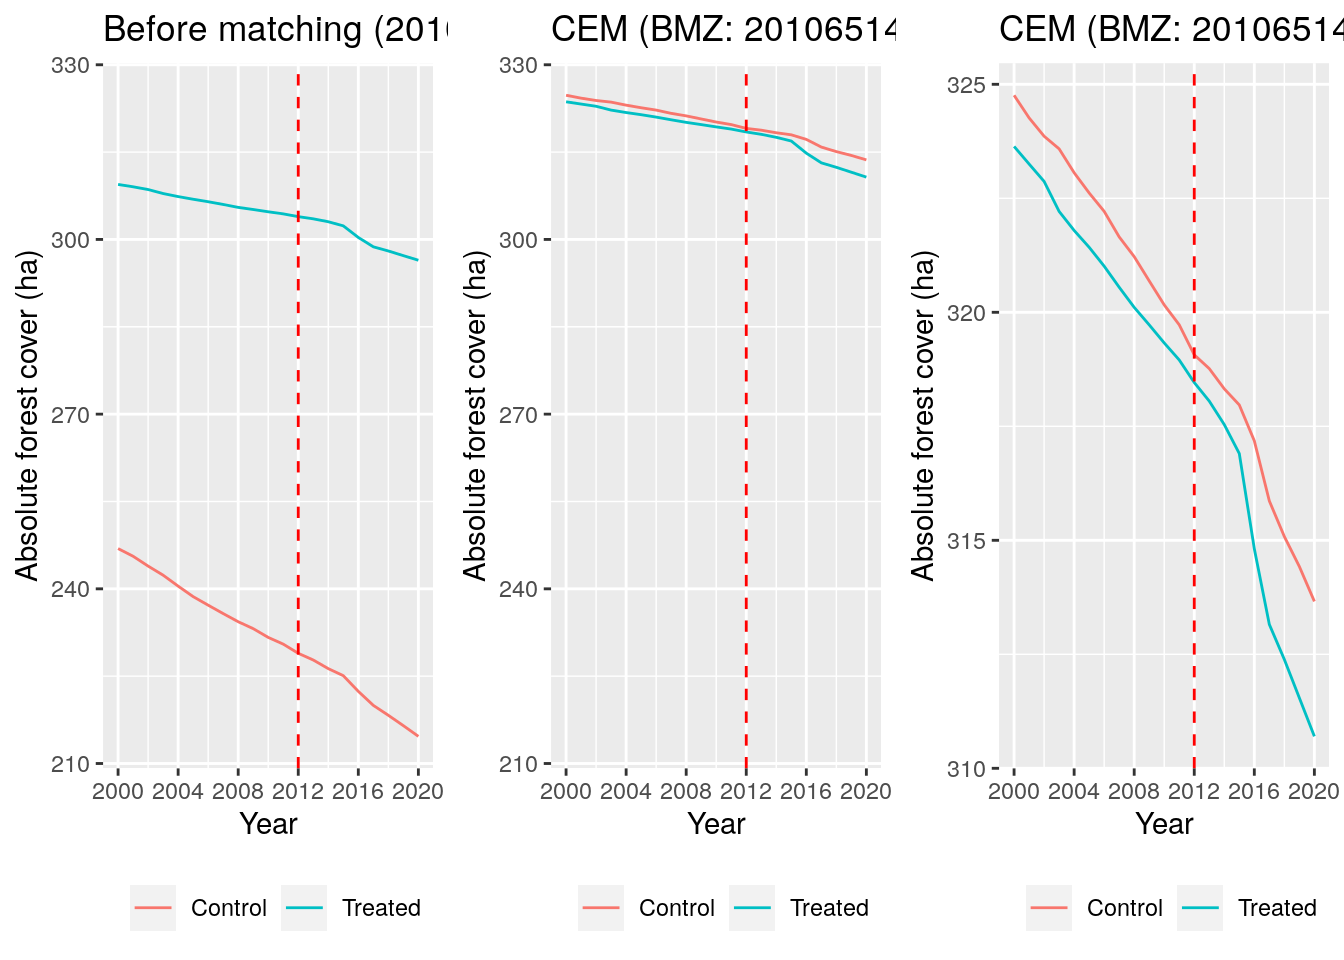 Before matching (201
CEM (BMZ: 20106514
CEM (BMZ: 20106514
Absolute forest cover (ha)
330
300
270
240
210
2000 2004 2008 2012 2016 2020
Year
Control Treated
Absolute forest cover (ha)
330
300
270
240
210
2000 2004 2008 2012 2016 2020
Year
Control Treated
Absolute forest cover (ha)
325
320
315
310
2000 2004 2008 2012 2016 2020
Year
Control Treated